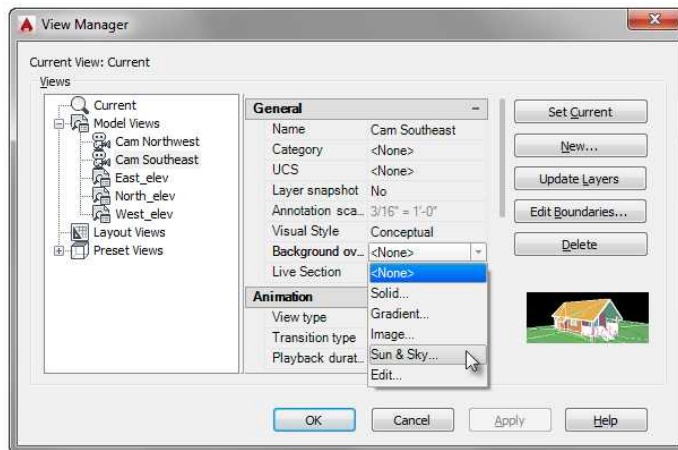 View Manager
Current View: Current
Views
Current
Model Views
Cam Northwest
Cam Southeast
East_elev
North_elev
West_elev
Layout Views
Preset Views
General
Name Cam Southeast
Category <None>
UCS <None>
Layer snapshot No
Annotation sca... 3/16" = 1'-0"
Visual Style Conceptual
Background ov... <None>
Live Section
<None>
Solid...
Gradient...
Image...
Sun & Sky...
Edit...
Animation
View type
Transition type
Playback durat...
Set Current
New...
Update Layers
Edit Boundaries...
Delete
OK Cancel Apply Help